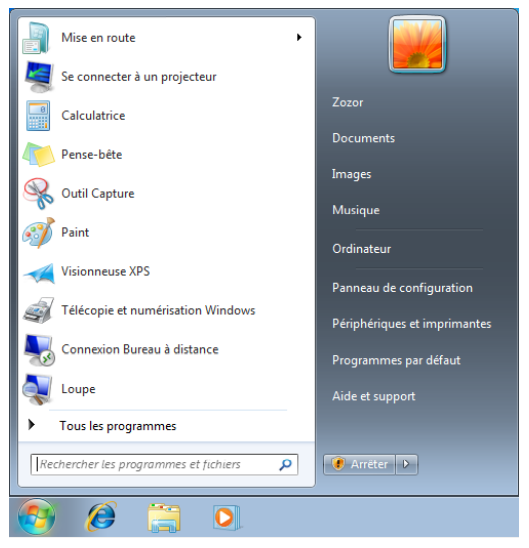 Mise en route
Se connecter à un projecteur
Calculatrice
Pense-bête
Outil Capture
Paint
Visionneuse XPS
Télécopie et numérisation Windows
Connexion Bureau à distance
Loupe
Tous les programmes
Rechercher les programmes et fichiers
Zozor
Documents
Images
Musique
Ordinateur
Panneau de configuration
Périphériques et imprimantes
Programmes par défaut
Aide et support
Arrêter